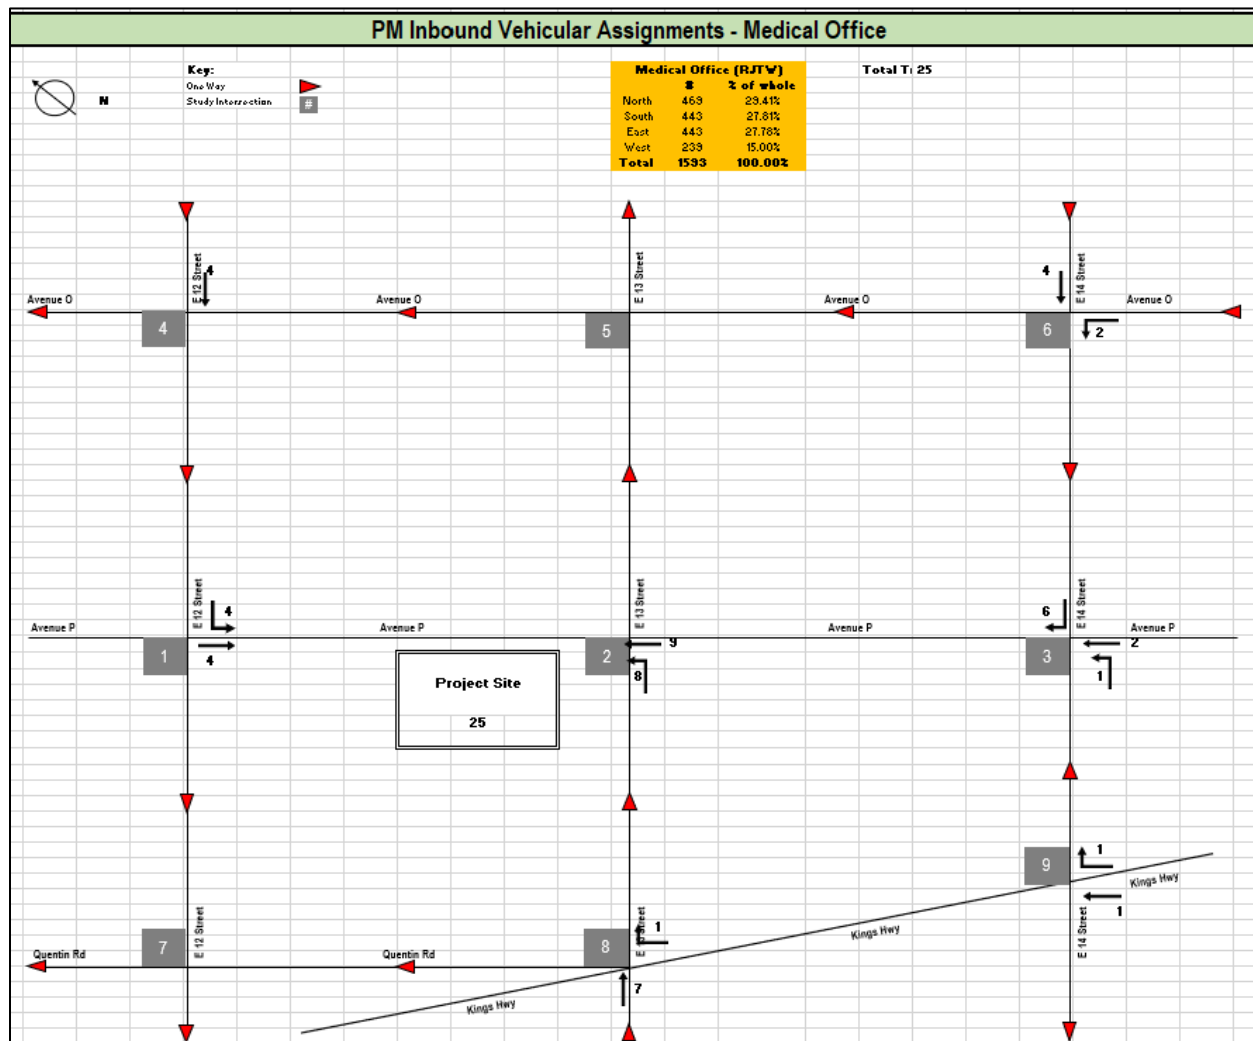 PM Inbound Vehicular Assignments - Medical Office
Key:
One Way
Study Intersection #
N
Medical Office (RJTW)
# % of whole
North 469 29.41%
South 443 27.81%
East 443 27.78%
West 239 15.00%
Total 1593 100.00%
Total T: 25
E 12 Street
4
E 13 Street
4
E 14 Street
Avenue O
Avenue O
Avenue O
Avenue O
4
5
6
2
E 12 Street
4
E 13 Street
6
E 14 Street
Avenue P
Avenue P
Avenue P
Avenue P
1
4
2
9
8
3
2
1
Project Site
25
9
1
Kings Hwy
1
E 14 Street
Kings Hwy
E 12 Street
E 13 Street
1
7
8
Quentin Rd
Quentin Rd
7
Kings Hwy